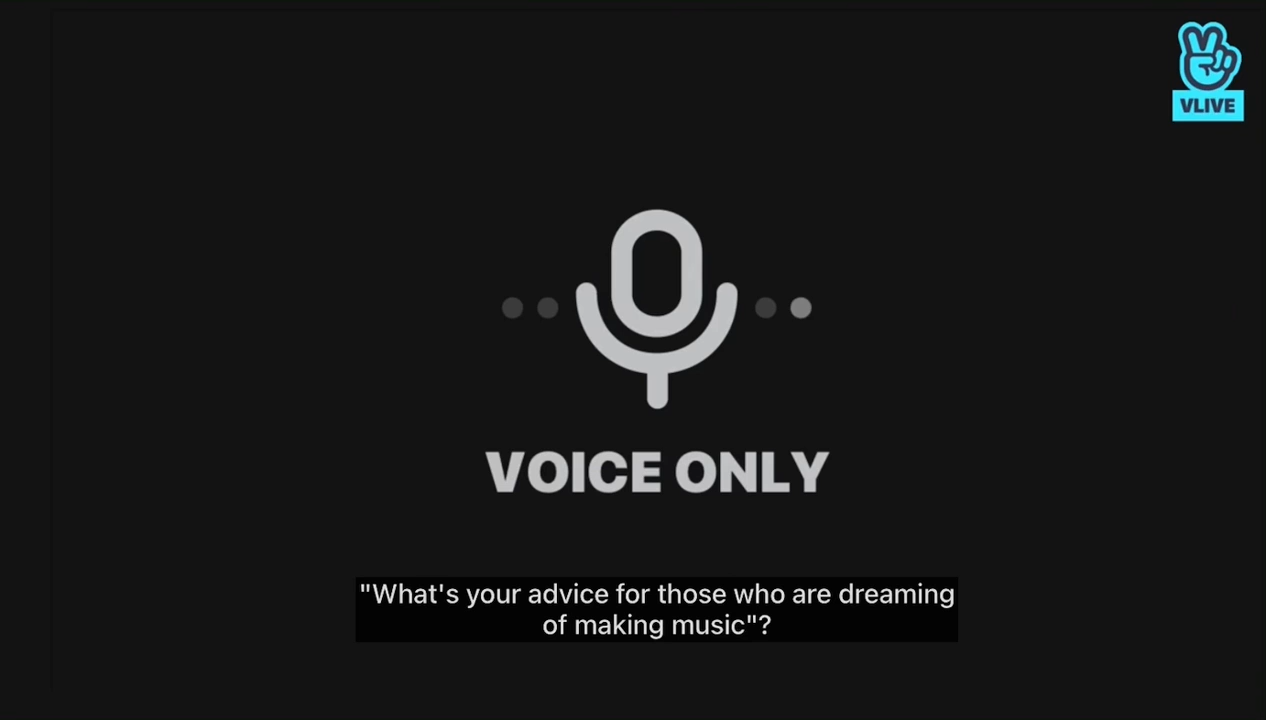 VLIVE
VOICE ONLY
"What's your advice for those who are dreaming
of making music"?